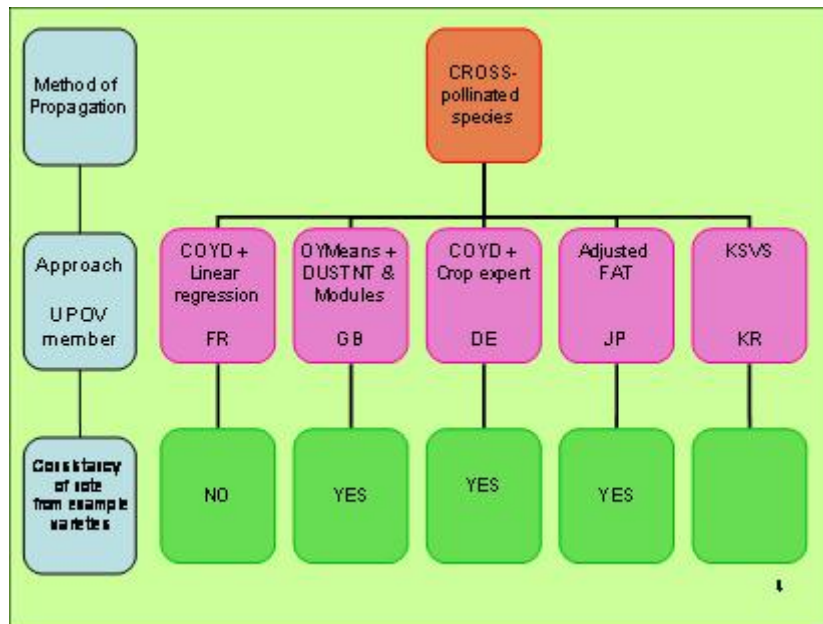 Method of
Propagation
CROSS-
pollinated
species
Approach
UPOV
member
COYD +
Linear
regression
FR
OYMeans +
DUSTNT &
Modules
GB
COYD +
Crop expert
DE
Adjusted
FAT
JP
KSVS
KR
of note
from example
varieties
NO
YES
YES
YES